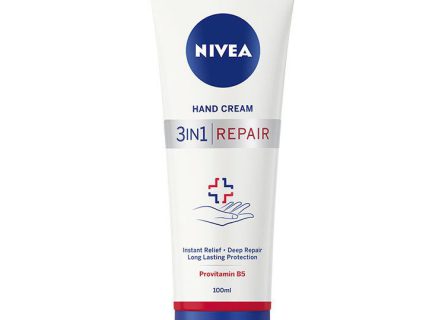 NIVEA
HAND CREAM
3IN1 | REPAIR
Instant Relief • Deep Repair
Long Lasting Protection
Provitamin B5
100ml